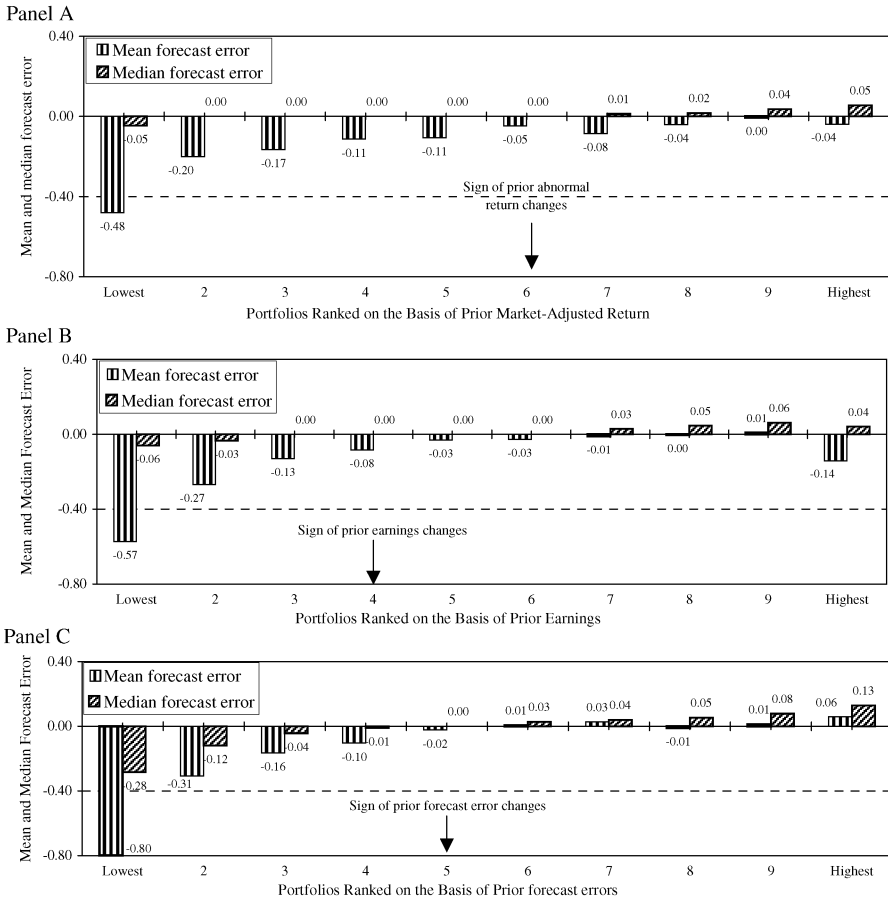 Panel A
Mean and median forecast error
0.40
0.00
-0.40
-0.80
Mean forecast error
Median forecast error
0.00 0.00 0.00 0.00 0.00 0.01 0.02 0.04 0.05
-0.05
-0.48 -0.20 -0.17 -0.11 -0.11 -0.05 -0.08 -0.04 0.00 -0.04
Sign of prior abnormal
return changes
Lowest 2 3 4 5 6 7 8 9 Highest
Portfolios Ranked on the Basis of Prior Market-Adjusted Return
Panel B
Mean and Median Forecast Error
0.40
0.00
-0.40
-0.80
Mean forecast error
Median forecast error
0.00 0.00 0.00 0.00 0.03 0.05 0.01 0.06 0.04
-0.06 -0.03
-0.57 -0.27 -0.13 -0.08 -0.03 -0.03 -0.01 0.00 -0.14
Sign of prior earnings changes
Lowest 2 3 4 5 6 7 8 9 Highest
Portfolios Ranked on the Basis of Prior Earnings
Panel C
Mean and Median Forecast Error
0.40
0.00
-0.40
-0.80
Mean forecast error
Median forecast error
0.00 0.01 0.03 0.03 0.04 0.05 0.01 0.08 0.06 0.13
-0.28 -0.12 -0.04 -0.01
-0.80 -0.31 -0.16 -0.10 -0.02 -0.01
Sign of prior forecast error changes
Lowest 2 3 4 5 6 7 8 9 Highest
Portfolios Ranked on the Basis of Prior forecast errors